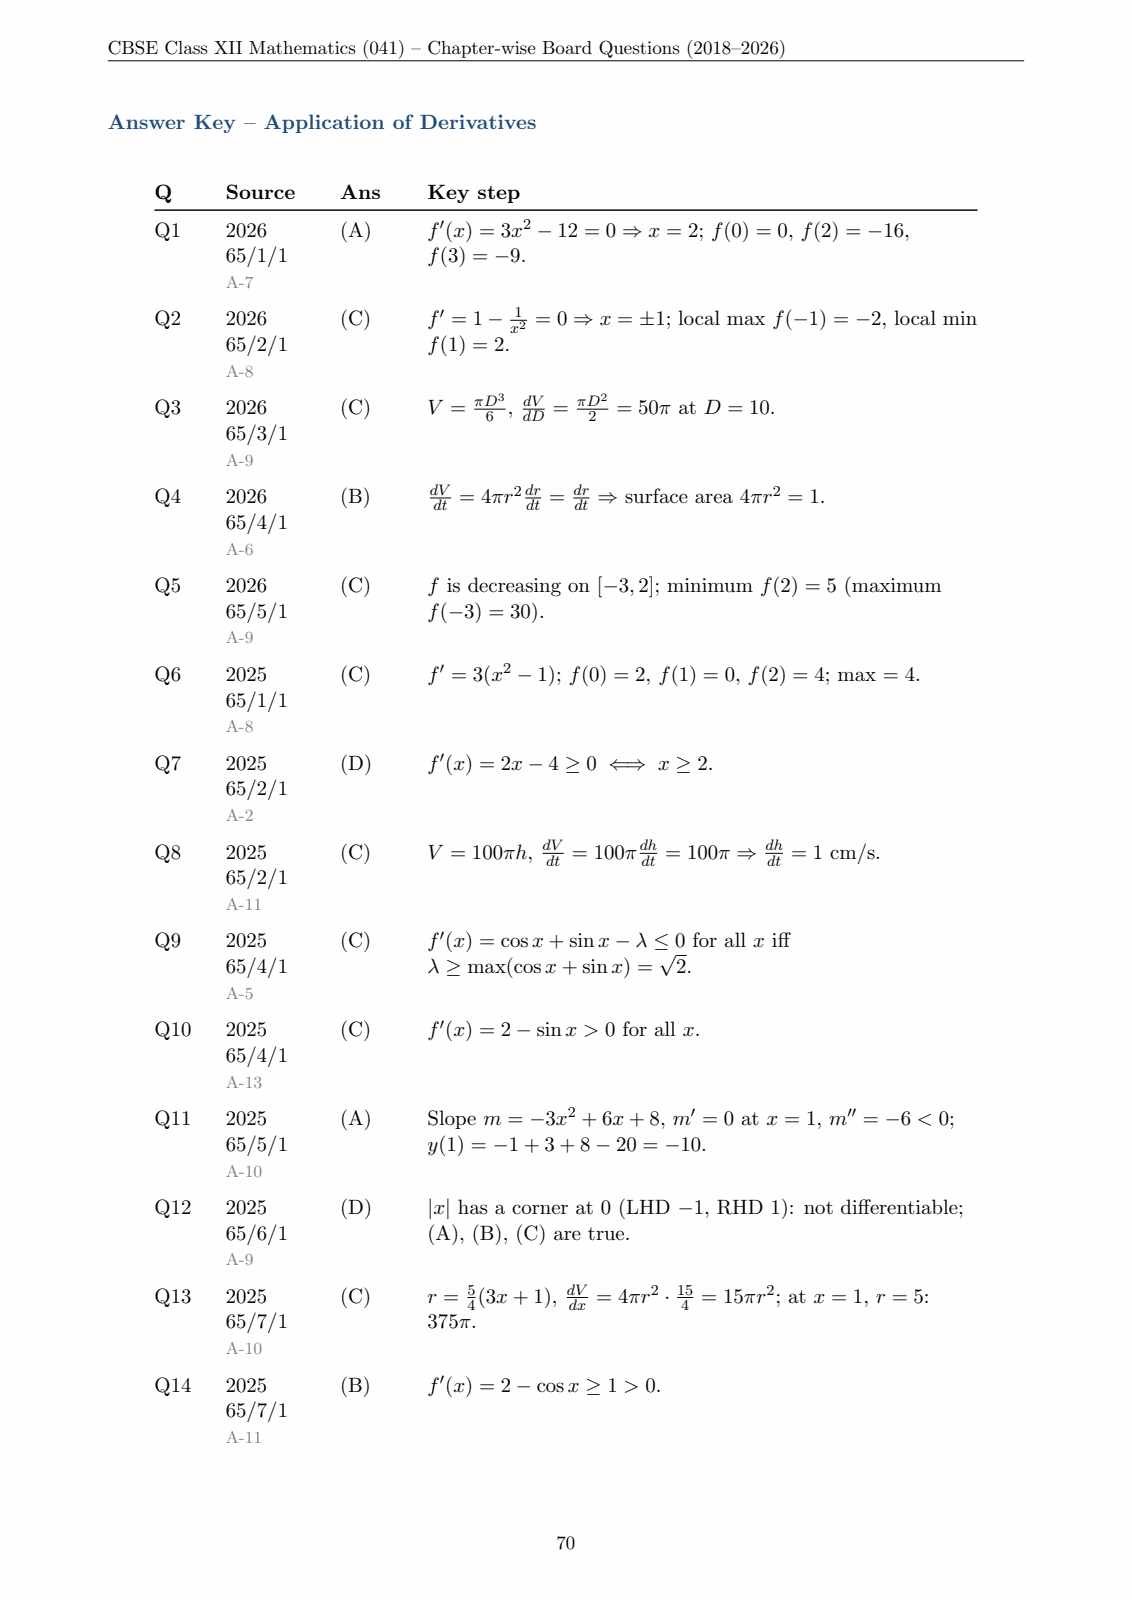 CBSE Class XII Mathematics (041) – Chapter-wise Board Questions (2018–2026)
Answer Key – Application of Derivatives
Q Source Ans Key step
Q1 2026 (A) f′(x) = 3x² − 12 = 0 ⇒ x = 2; f(0) = 0, f(2) = −16,
65/1/1 f(3) = −9.
A-7
Q2 2026 (C) f′ = 1 − 1/x² = 0 ⇒ x = ±1; local max f(−1) = −2, local min
65/2/1 f(1) = 2.
A-8
Q3 2026 (C) V = πD³/6, dV/dD = πD²/2 = 50π at D = 10.
65/3/1
A-9
Q4 2026 (B) dV/dt = 4πr² dr/dt = dr/dt ⇒ surface area 4πr² = 1.
65/4/1
A-6
Q5 2026 (C) f is decreasing on [−3, 2]; minimum f(2) = 5 (maximum
65/5/1 f(−3) = 30).
A-9
Q6 2025 (C) f′ = 3(x² − 1); f(0) = 2, f(1) = 0, f(2) = 4; max = 4.
65/1/1
A-8
Q7 2025 (D) f′(x) = 2x − 4 ≥ 0 ⟺ x ≥ 2.
65/2/1
A-2
Q8 2025 (C) V = 100πh, dV/dt = 100π dh/dt = 100π ⇒ dh/dt = 1 cm/s.
65/2/1
A-11
Q9 2025 (C) f′(x) = cos x + sin x − λ ≤ 0 for all x iff
65/4/1 λ ≥ max(cos x + sin x) = √2.
A-5
Q10 2025 (C) f′(x) = 2 − sin x > 0 for all x.
65/4/1
A-13
Q11 2025 (A) Slope m = −3x² + 6x + 8, m′ = 0 at x = 1, m″ = −6 < 0;
65/5/1 y(1) = −1 + 3 + 8 − 20 = −10.
A-10
Q12 2025 (D) |x| has a corner at 0 (LHD −1, RHD 1): not differentiable;
65/6/1 (A), (B), (C) are true.
A-9
Q13 2025 (C) r = 5/4(3x + 1), dV/dx = 4πr² · 15/4 = 15πr²; at x = 1, r = 5:
65/7/1 375π.
A-10
Q14 2025 (B) f′(x) = 2 − cos x ≥ 1 > 0.
65/7/1
A-11
70